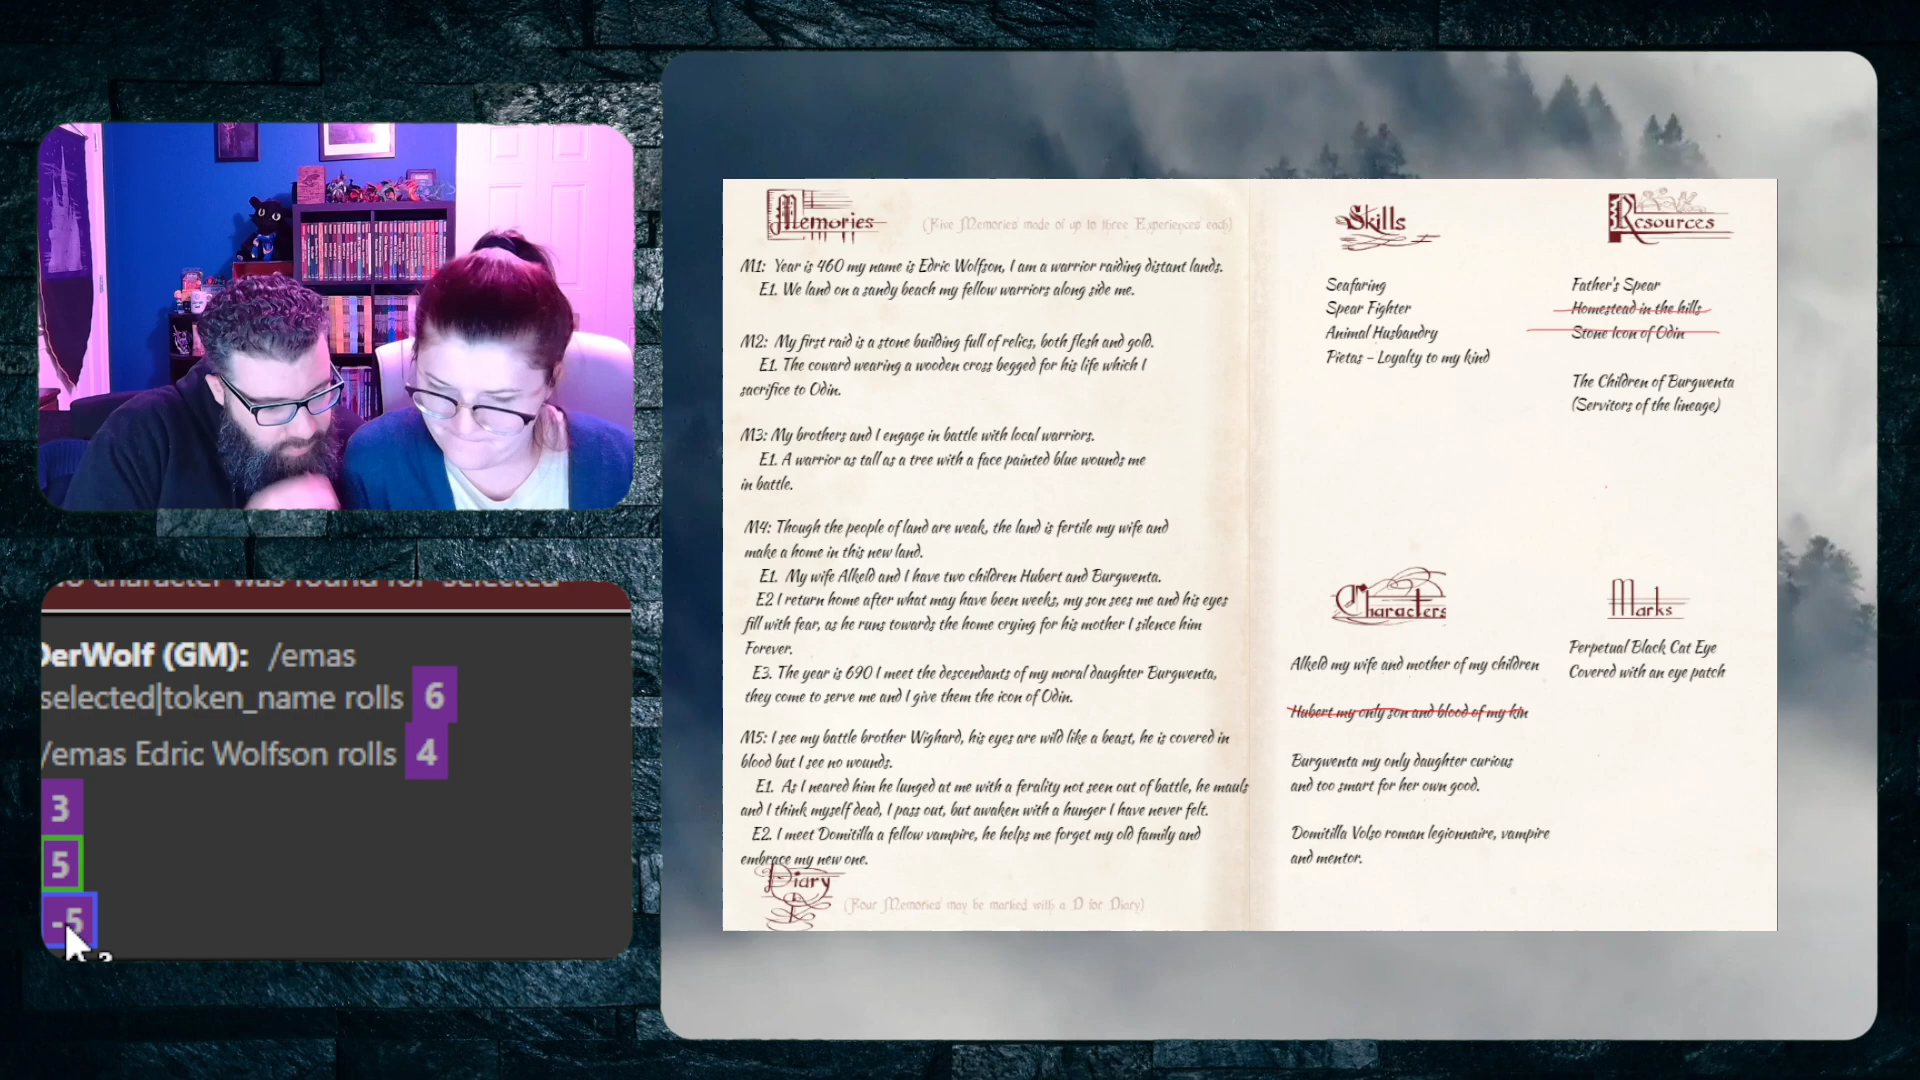 Memories
(Five Memories made of up to three Experiences each)
M1: Year is 460 my name is Edric Wolfson, I am a warrior raiding distant lands.
E1. We land on a sandy beach my fellow warriors along side me.
M2: My first raid is a stone building full of relics, both flesh and gold.
E1. The coward wearing a wooden cross begged for his life which I
sacrifice to Odin.
M3: My brothers and I engage in battle with local warriors.
E1. A warrior as tall as a tree with a face painted blue wounds me
in battle.
M4: Though the people of land are weak, the land is fertile my wife and
make a home in this new land.
E1. My wife Alkeld and I have two children Hubert and Burgwenta.
E2 I return home after what may have been weeks, my son sees me and his eyes
fill with fear, as he runs towards the home crying for his mother I silence him
Forever.
E3. The year is 690 I meet the descendants of my moral daughter Burgwenta,
they come to serve me and I give them the icon of Odin.
M5: I see my battle brother Wighard, his eyes are wild like a beast, he is covered in
blood but I see no wounds.
E1. As I neared him he lunged at me with a ferality not seen out of battle, he mauls
and I think myself dead, I pass out, but awaken with a hunger I have never felt.
E2. I meet Domitilla a fellow vampire, he helps me forget my old family and
embrace my new one.
Diary
(Four Memories may be marked with a D for Diary)
Skills
Seafaring
Spear Fighter
Animal Husbandry
Pietas - Loyalty to my kind
Resources
Father's Spear
Homestead in the hills
Stone Icon of Odin
The Children of Burgwenta
(Servitors of the lineage)
Characters
Alkeld my wife and mother of my children
Hubert my only son and blood of my kin
Burgwenta my only daughter curious
and too smart for her own good.
Domitilla Volso roman legionnaire, vampire
and mentor.
Marks
Perpetual Black Cat Eye
Covered with an eye patch
character was found for 'selected'
DerWolf (GM): /emas
selected|token_name rolls 6
/emas Edric Wolfson rolls 4
3
5
-5